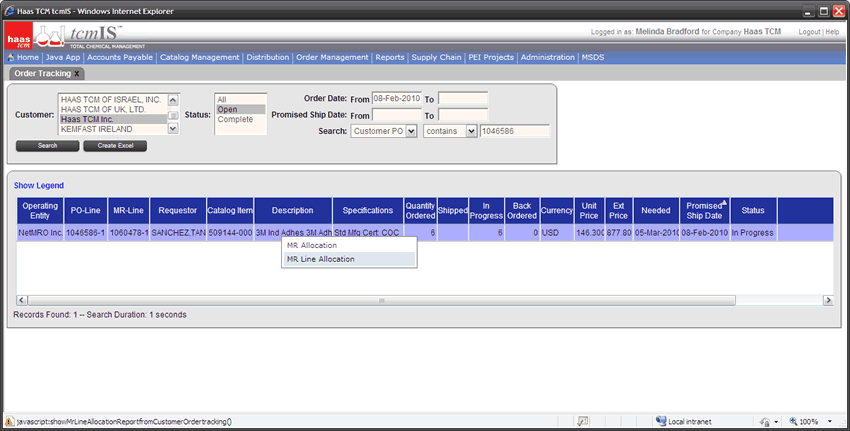 Haas TCM tcmIS™ - Windows Internet Explorer
haas tcm tcmIS™
TOTAL CHEMICAL MANAGEMENT
Logged in as: Melinda Bradford for Company Haas TCM Logout | Help
Home | Java App | Accounts Payable | Catalog Management | Distribution | Order Management | Reports | Supply Chain | PEI Projects | Administration | MSDS
Order Tracking X
Customer:
HAAS TCM OF ISRAEL, INC.
HAAS TCM OF UK, LTD.
Haas TCM Inc.
KEMFAST IRELAND
Status:
All
Open
Complete
Order Date: From 08-Feb-2010 To
Promised Ship Date: From To
Search: Customer PO contains 1046586
Search Create Excel
Show Legend
Operating Entity PO-Line MR-Line Requestor Catalog Item Description Specifications Quantity Ordered Shipped In Progress Back Ordered Currency Unit Price Ext Price Needed Promised Ship Date Status
NetMRO Inc. 1046586-1 1060478-1 SANCHEZ,TAN 509144-000 3M Ind Adhes 3M Adh Std Mfg Cert: COC 6 6 0 USD 146.300 877.80 05-Mar-2010 08-Feb-2010 In Progress
MR Allocation
MR Line Allocation
Records Found: 1 -- Search Duration: 1 seconds
javascript:showMrLineAllocationReportfromCustomerOrdertracking() Local intranet 100%